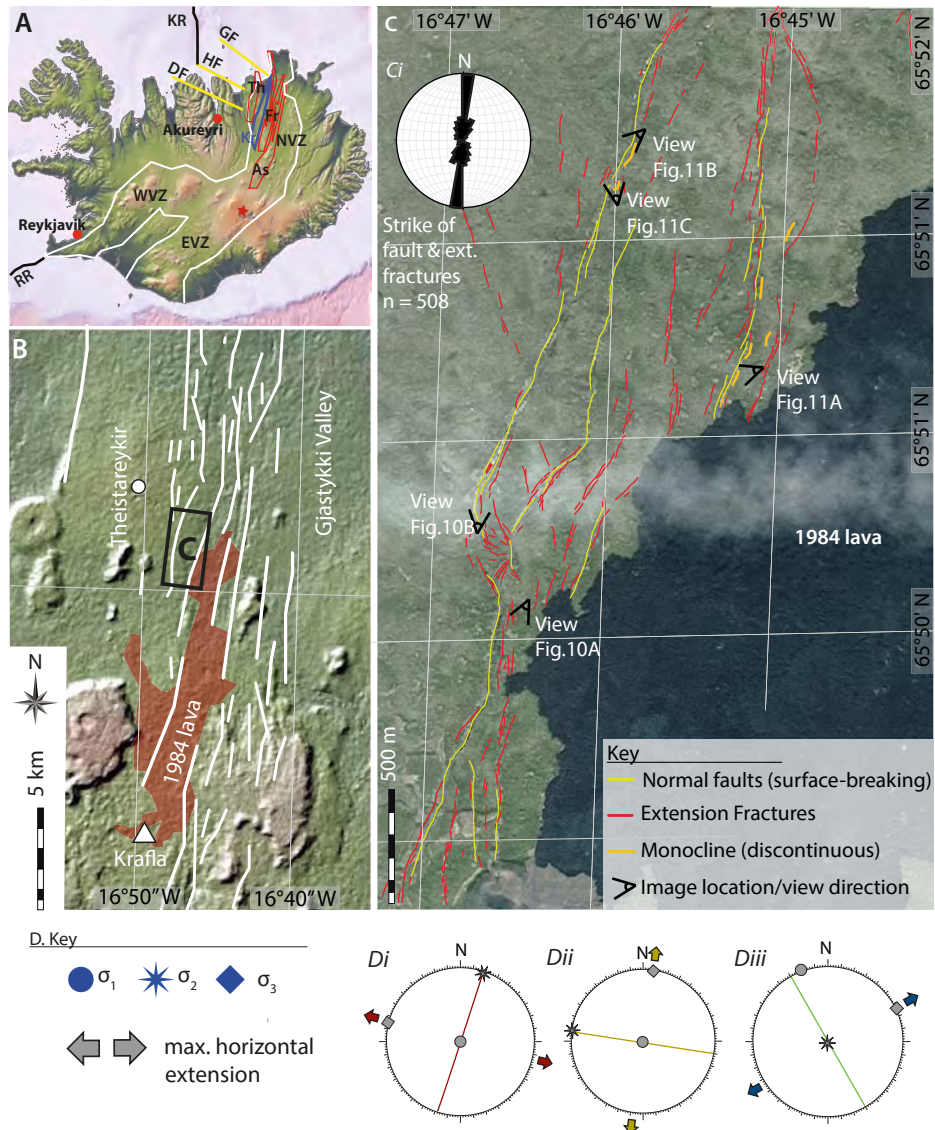 A
KR
GF
HF
DF
Th
Fr
Kr
NVZ
Akureyri
As
WVZ
Reykjavik
EVZ
RR
B
Theistareykir
Gjastykki Valley
C
1984 lava
N
5 km
Krafla
16°50” W
16°40” W
C
16°47' W
16°46' W
16°45' W
65°52' N
65°51' N
65°51' N
65°50' N
Ci
N
Strike of
fault & ext.
fractures
n = 508
View
Fig.11B
View
Fig.11C
View
Fig.11A
View
Fig.10B
View
Fig.10A
1984 lava
500 m
Key
Normal faults (surface-breaking)
Extension Fractures
Monocline (discontinuous)
Image location/view direction
D. Key
σ1 σ2 σ3
max. horizontal
extension
Di
N
Dii
N
Diii
N